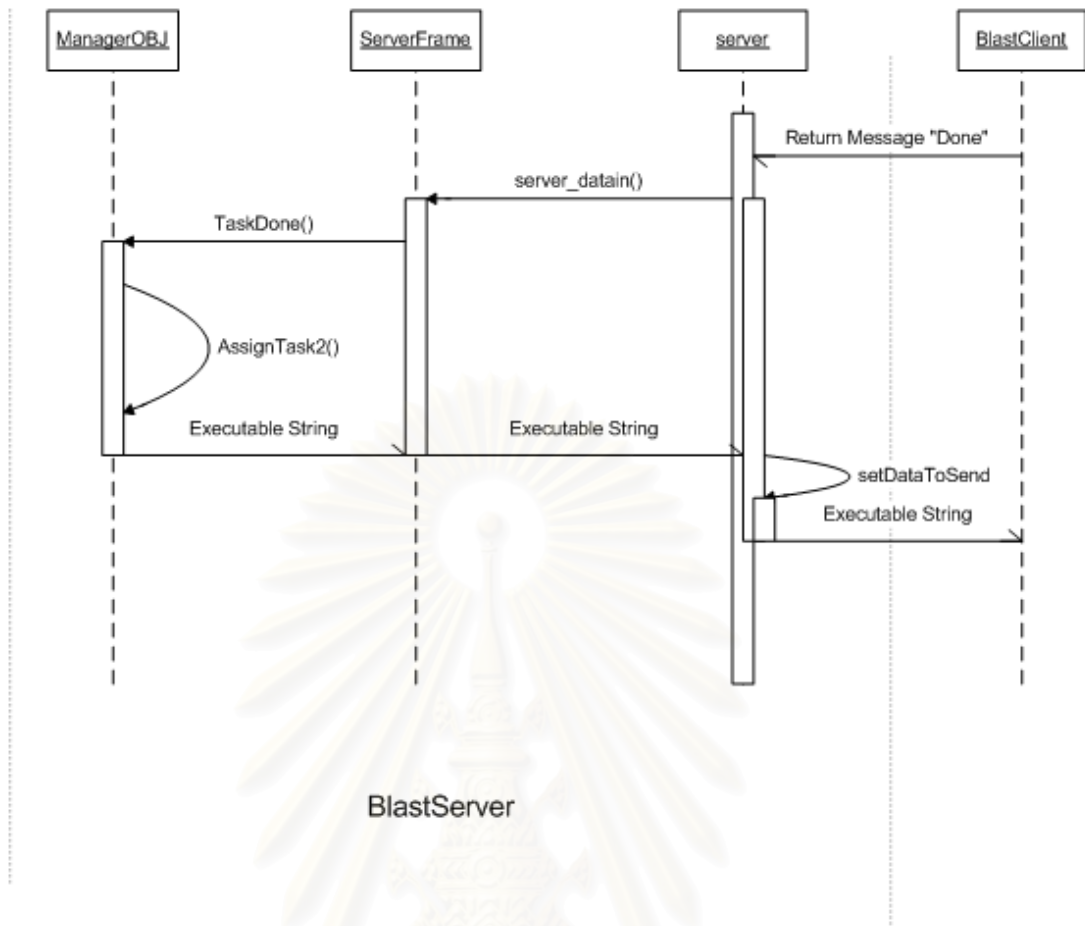 ManagerOBJ
ServerFrame
server
BlastClient
Return Message "Done"
server_datain()
TaskDone()
AssignTask2()
Executable String
Executable String
setDataToSend
Executable String
BlastServer